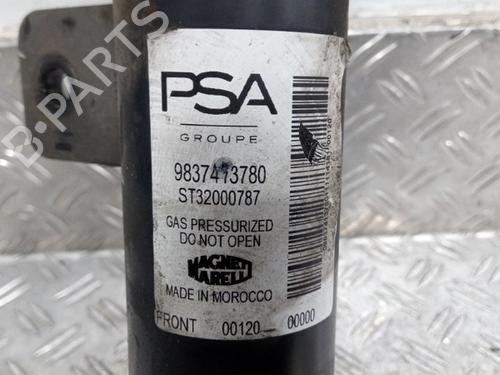 PSA
GROUPE
9837413780
ST32000787
GAS PRESSURIZED
DO NOT OPEN
MAGNETI
MARELLI
MADE IN MOROCCO
FRONT 00120 00000
B-PARTS